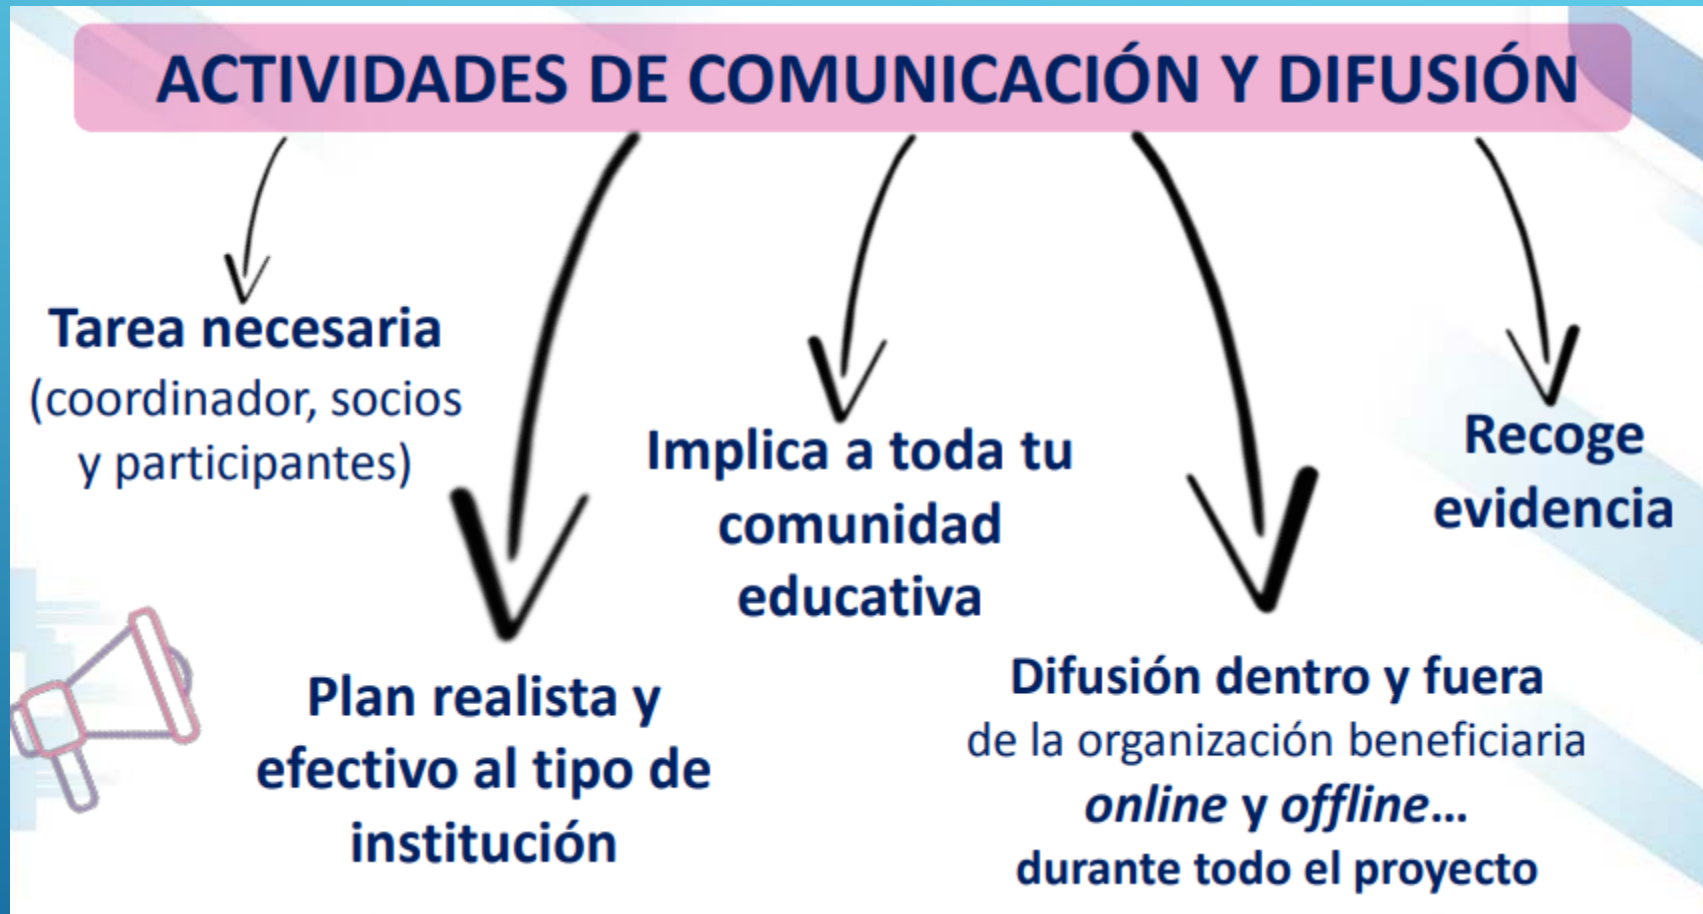 ACTIVIDADES DE COMUNICACIÓN Y DIFUSIÓN
Tarea necesaria
(coordinador, socios
y participantes)
Plan realista y
efectivo al tipo de
institución
Implica a toda tu
comunidad
educativa
Difusión dentro y fuera
de la organización beneficiaria
online y offline...
durante todo el proyecto
Recoge
evidencia